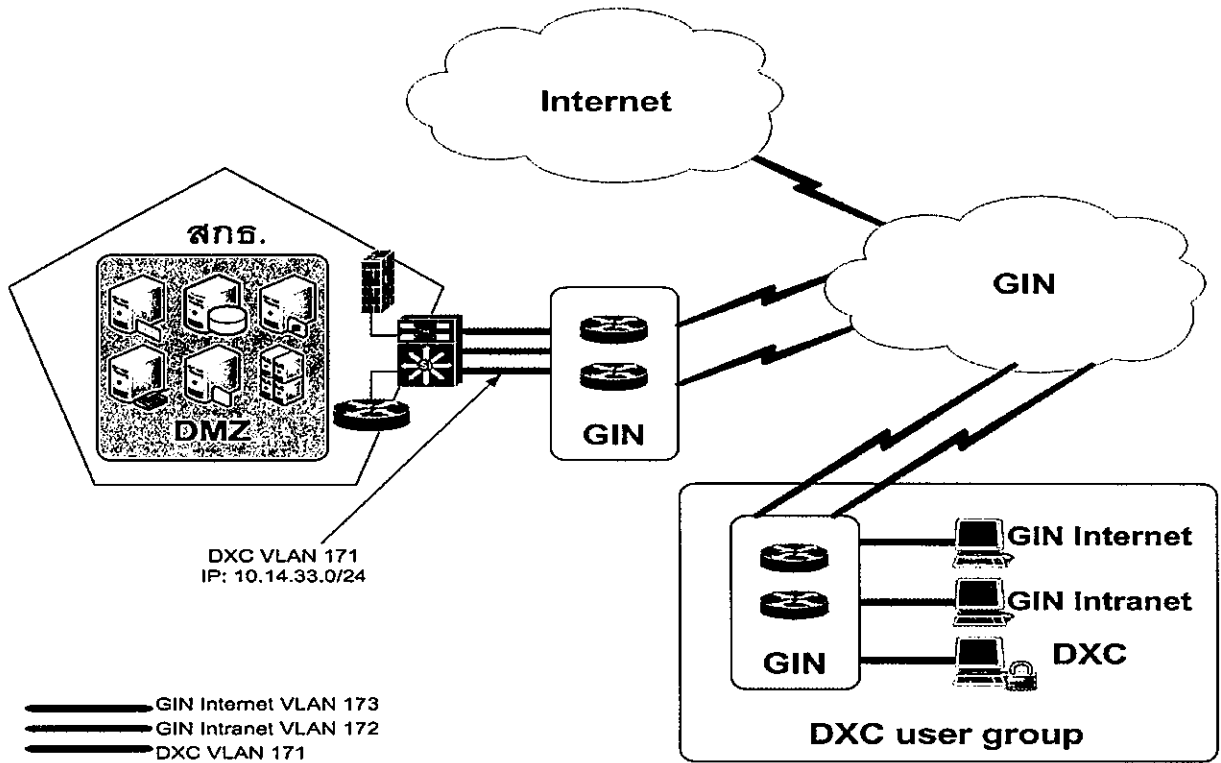 Internet
สกธ.
DMZ
GIN
GIN
DXC VLAN 171
IP: 10.14.33.0/24
GIN Internet
GIN Intranet
DXC
GIN
DXC user group
GIN Internet VLAN 173
GIN Intranet VLAN 172
DXC VLAN 171